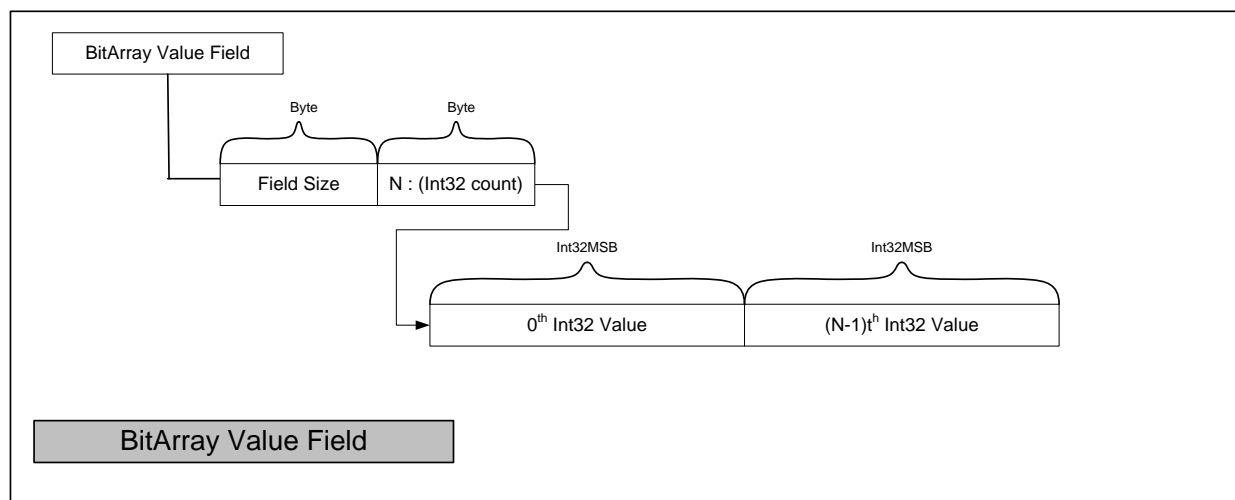 BitArray Value Field
Byte Byte
Field Size N : (Int32 count)
Int32MSB Int32MSB
0th Int32 Value (N-1)th Int32 Value
BitArray Value Field